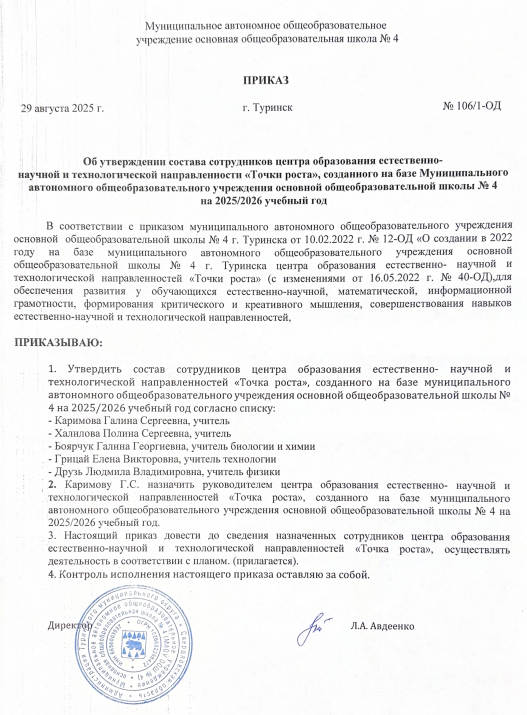 Муниципальное автономное общеобразовательное
учреждение основная общеобразовательная школа № 4
ПРИКАЗ
29 августа 2025 г. г. Туринск № 106/1-ОД
Об утверждении состава сотрудников центра образования естественно-
научной и технологической направленности «Точки роста», созданного на базе Муниципального
автономного общеобразовательного учреждения основной общеобразовательной школы № 4
на 2025/2026 учебный год
В соответствии с приказом муниципального автономного общеобразовательного учреждения
основной общеобразовательной школы № 4 г. Туринска от 10.02.2022 г. № 12-ОД «О создании в 2022
году на базе муниципального автономного общеобразовательного учреждения основной
общеобразовательной школы № 4 г. Туринска центра образования естественно- научной и
технологической направленностей «Точки роста» (с изменениями от 16.05.2022 г. № 40-ОД),для
обеспечения развития у обучающихся естественно-научной, математической, информационной
грамотности, формирования критического и креативного мышления, совершенствования навыков
естественно-научной и технологической направленностей,
ПРИКАЗЫВАЮ:
1. Утвердить состав сотрудников центра образования естественно- научной и
технологической направленностей «Точка роста», созданного на базе муниципального
автономного общеобразовательного учреждения основной общеобразовательной школы №
4 на 2025/2026 учебный год согласно списку:
- Каримова Галина Сергеевна, учитель
- Халилова Полина Сергеевна, учитель
- Боярчук Галина Георгиевна, учитель биологии и химии
- Грицай Елена Викторовна, учитель технологии
- Друзь Людмила Владимировна, учитель физики
2. Каримову Г.С. назначить руководителем центра образования естественно- научной и
технологической направленностей «Точка роста», созданного на базе муниципального
автономного общеобразовательного учреждения основной общеобразовательной школы № 4 на
2025/2026 учебный год.
3. Настоящий приказ довести до сведения назначенных сотрудников центра образования
естественно-научной и технологической направленностей «Точка роста», осуществлять
деятельность в соответствии с планом. (прилагается).
4. Контроль исполнения настоящего приказа оставляю за собой.
Директор Л.А. Авдеенко